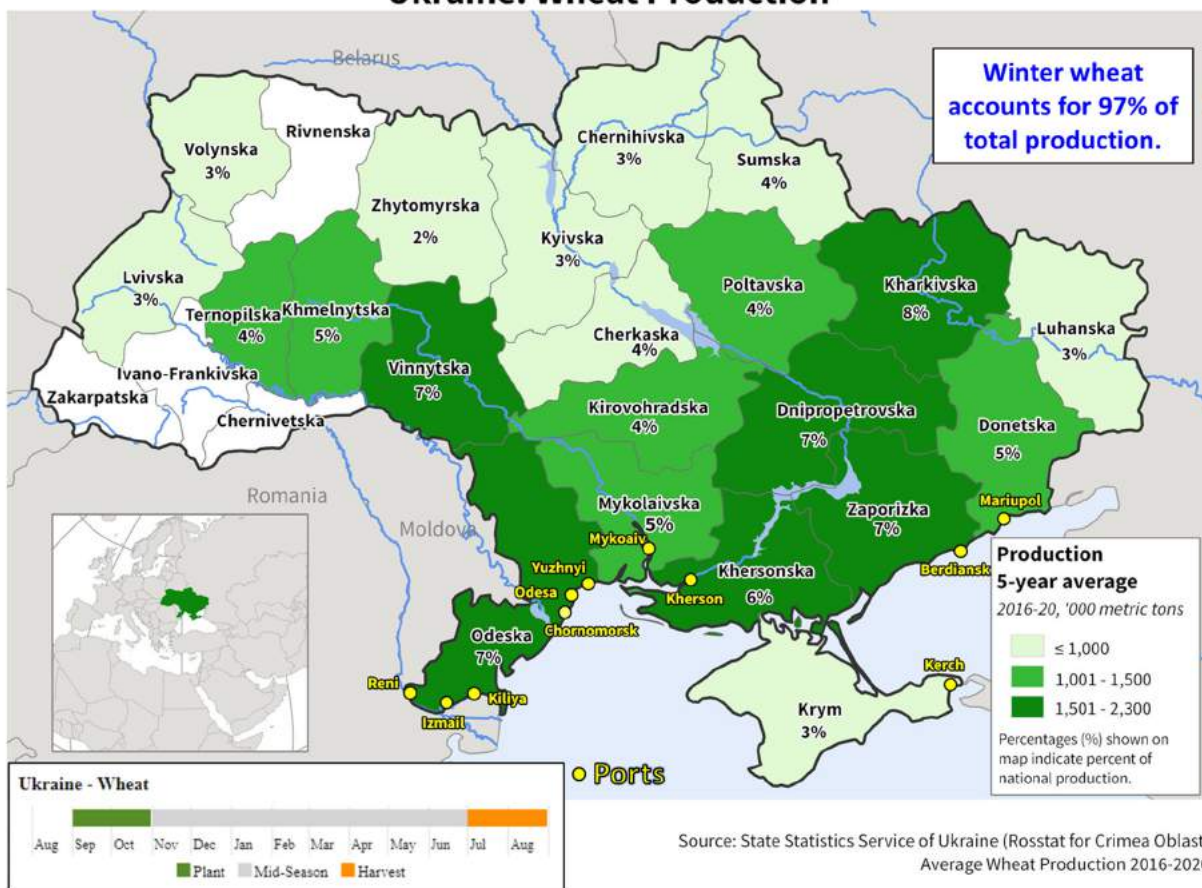 Ukraine: Wheat Production
Belarus
Winter wheat
accounts for 97% of
total production.
Rivnenska
Volynska
3%
Chernihivska
3%
Sumska
4%
Zhytomyrska
2%
Kyivska
3%
Lvivska
3%
Ternopilska
4%
Khmelnytska
5%
Poltavska
4%
Kharkivska
8%
Luhanska
3%
Cherkaska
4%
Vinnytska
7%
Ivano-Frankivska
Zakarpatska
Chernivetska
Kirovohradska
4%
Dnipropetrovska
7%
Donetska
5%
Romania
Moldova
Mykolaivska
5%
Zaporizka
7%
Mariupol
Mykoaiv
Berdiansk
Yuzhnyi
Odesa
Chornomorsk
Kherson
Khersonska
6%
Odeska
7%
Reni
Izmail
Kiliya
Kerch
Krym
3%
Production
5-year average
2016-20, '000 metric tons
≤ 1,000
1,001 - 1,500
1,501 - 2,300
Percentages (%) shown on
map indicate percent of
national production.
Ports
Ukraine - Wheat
Aug Sep Oct Nov Dec Jan Feb Mar Apr May Jun Jul Aug
Plant Mid-Season Harvest
Source: State Statistics Service of Ukraine (Rosstat for Crimea Oblast
Average Wheat Production 2016-2020